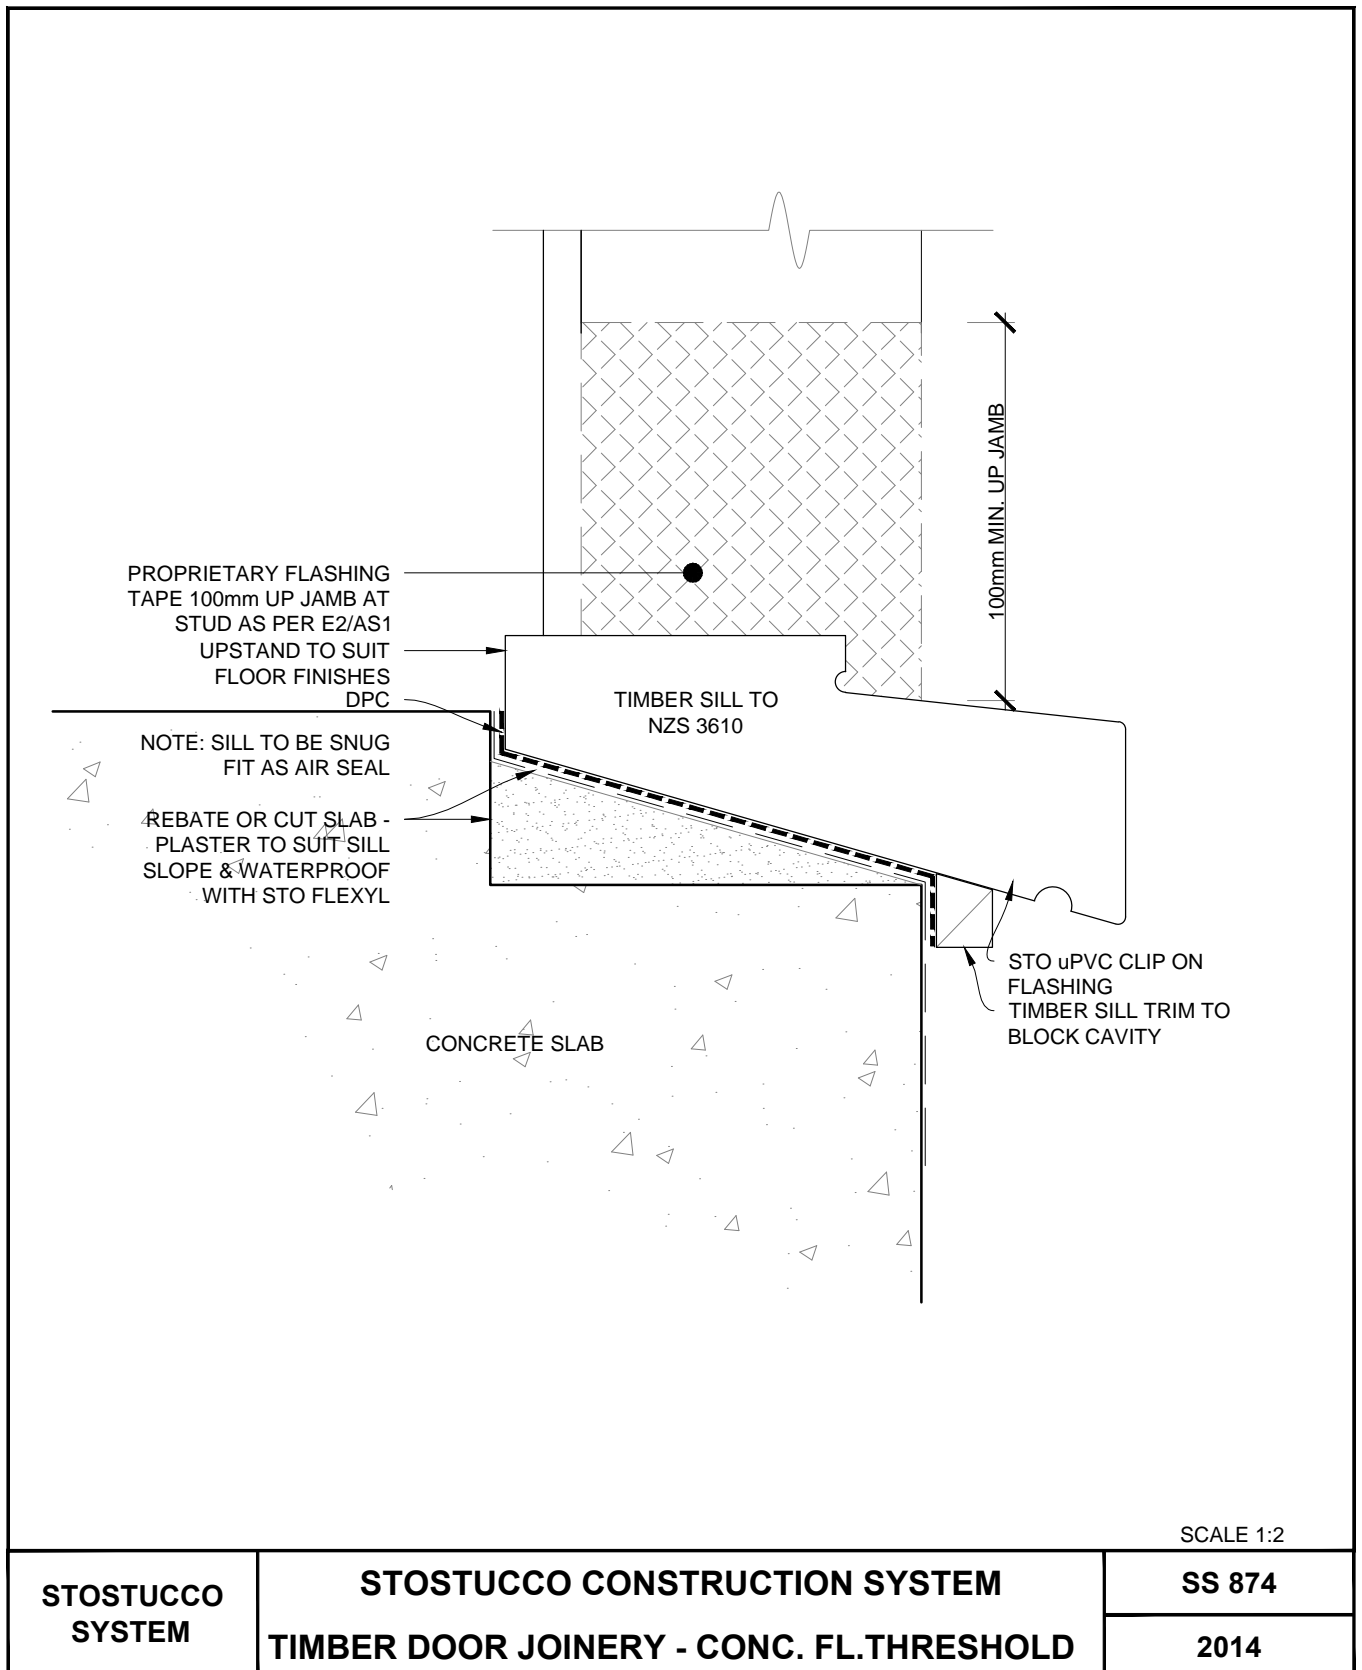 100mm MIN. UP JAMB
PROPRIETARY FLASHING
TAPE 100mm UP JAMB AT
STUD AS PER E2/AS1
UPSTAND TO SUIT
FLOOR FINISHES
DPC
NOTE: SILL TO BE SNUG
FIT AS AIR SEAL
REBATE OR CUT SLAB -
PLASTER TO SUIT SILL
SLOPE & WATERPROOF
WITH STO FLEXYL
TIMBER SILL TO
NZS 3610
STO uPVC CLIP ON
FLASHING
TIMBER SILL TRIM TO
BLOCK CAVITY
CONCRETE SLAB
SCALE 1:2
STOSTUCCO
SYSTEM
STOSTUCCO CONSTRUCTION SYSTEM
TIMBER DOOR JOINERY - CONC. FL.THRESHOLD
SS 874
2014